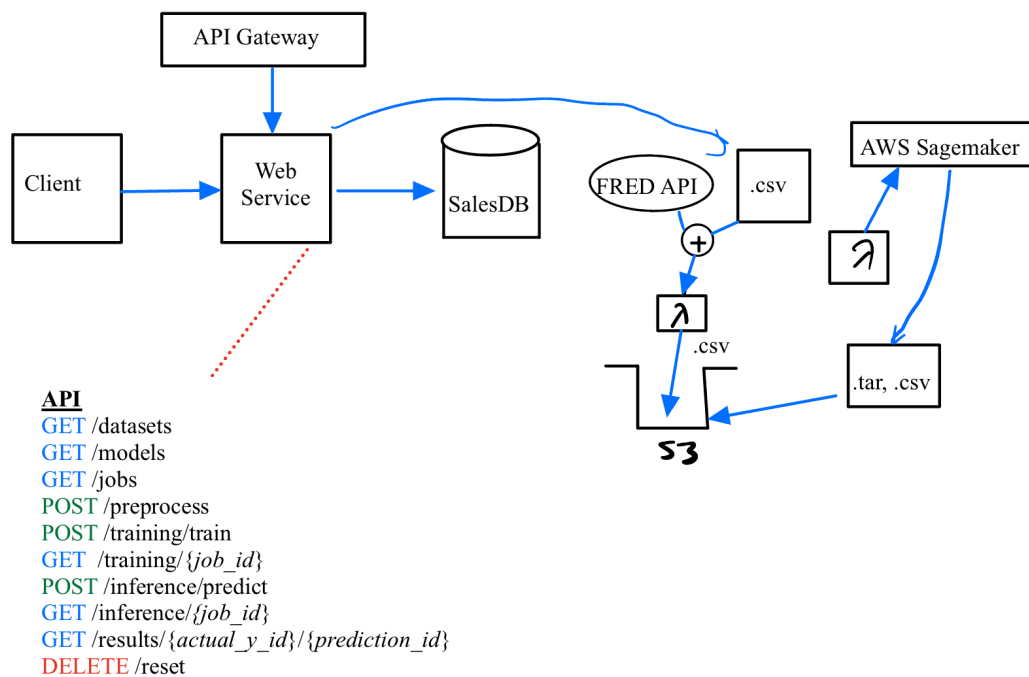 API Gateway
Client
Web
Service
SalesDB
FRED API
.csv
+
λ
.csv
S3
AWS Sagemaker
λ
.tar, .csv
API
GET /datasets
GET /models
GET /jobs
POST /preprocess
POST /training/train
GET /training/{job_id}
POST /inference/predict
GET /inference/{job_id}
GET /results/{actual_y_id}/{prediction_id}
DELETE /reset